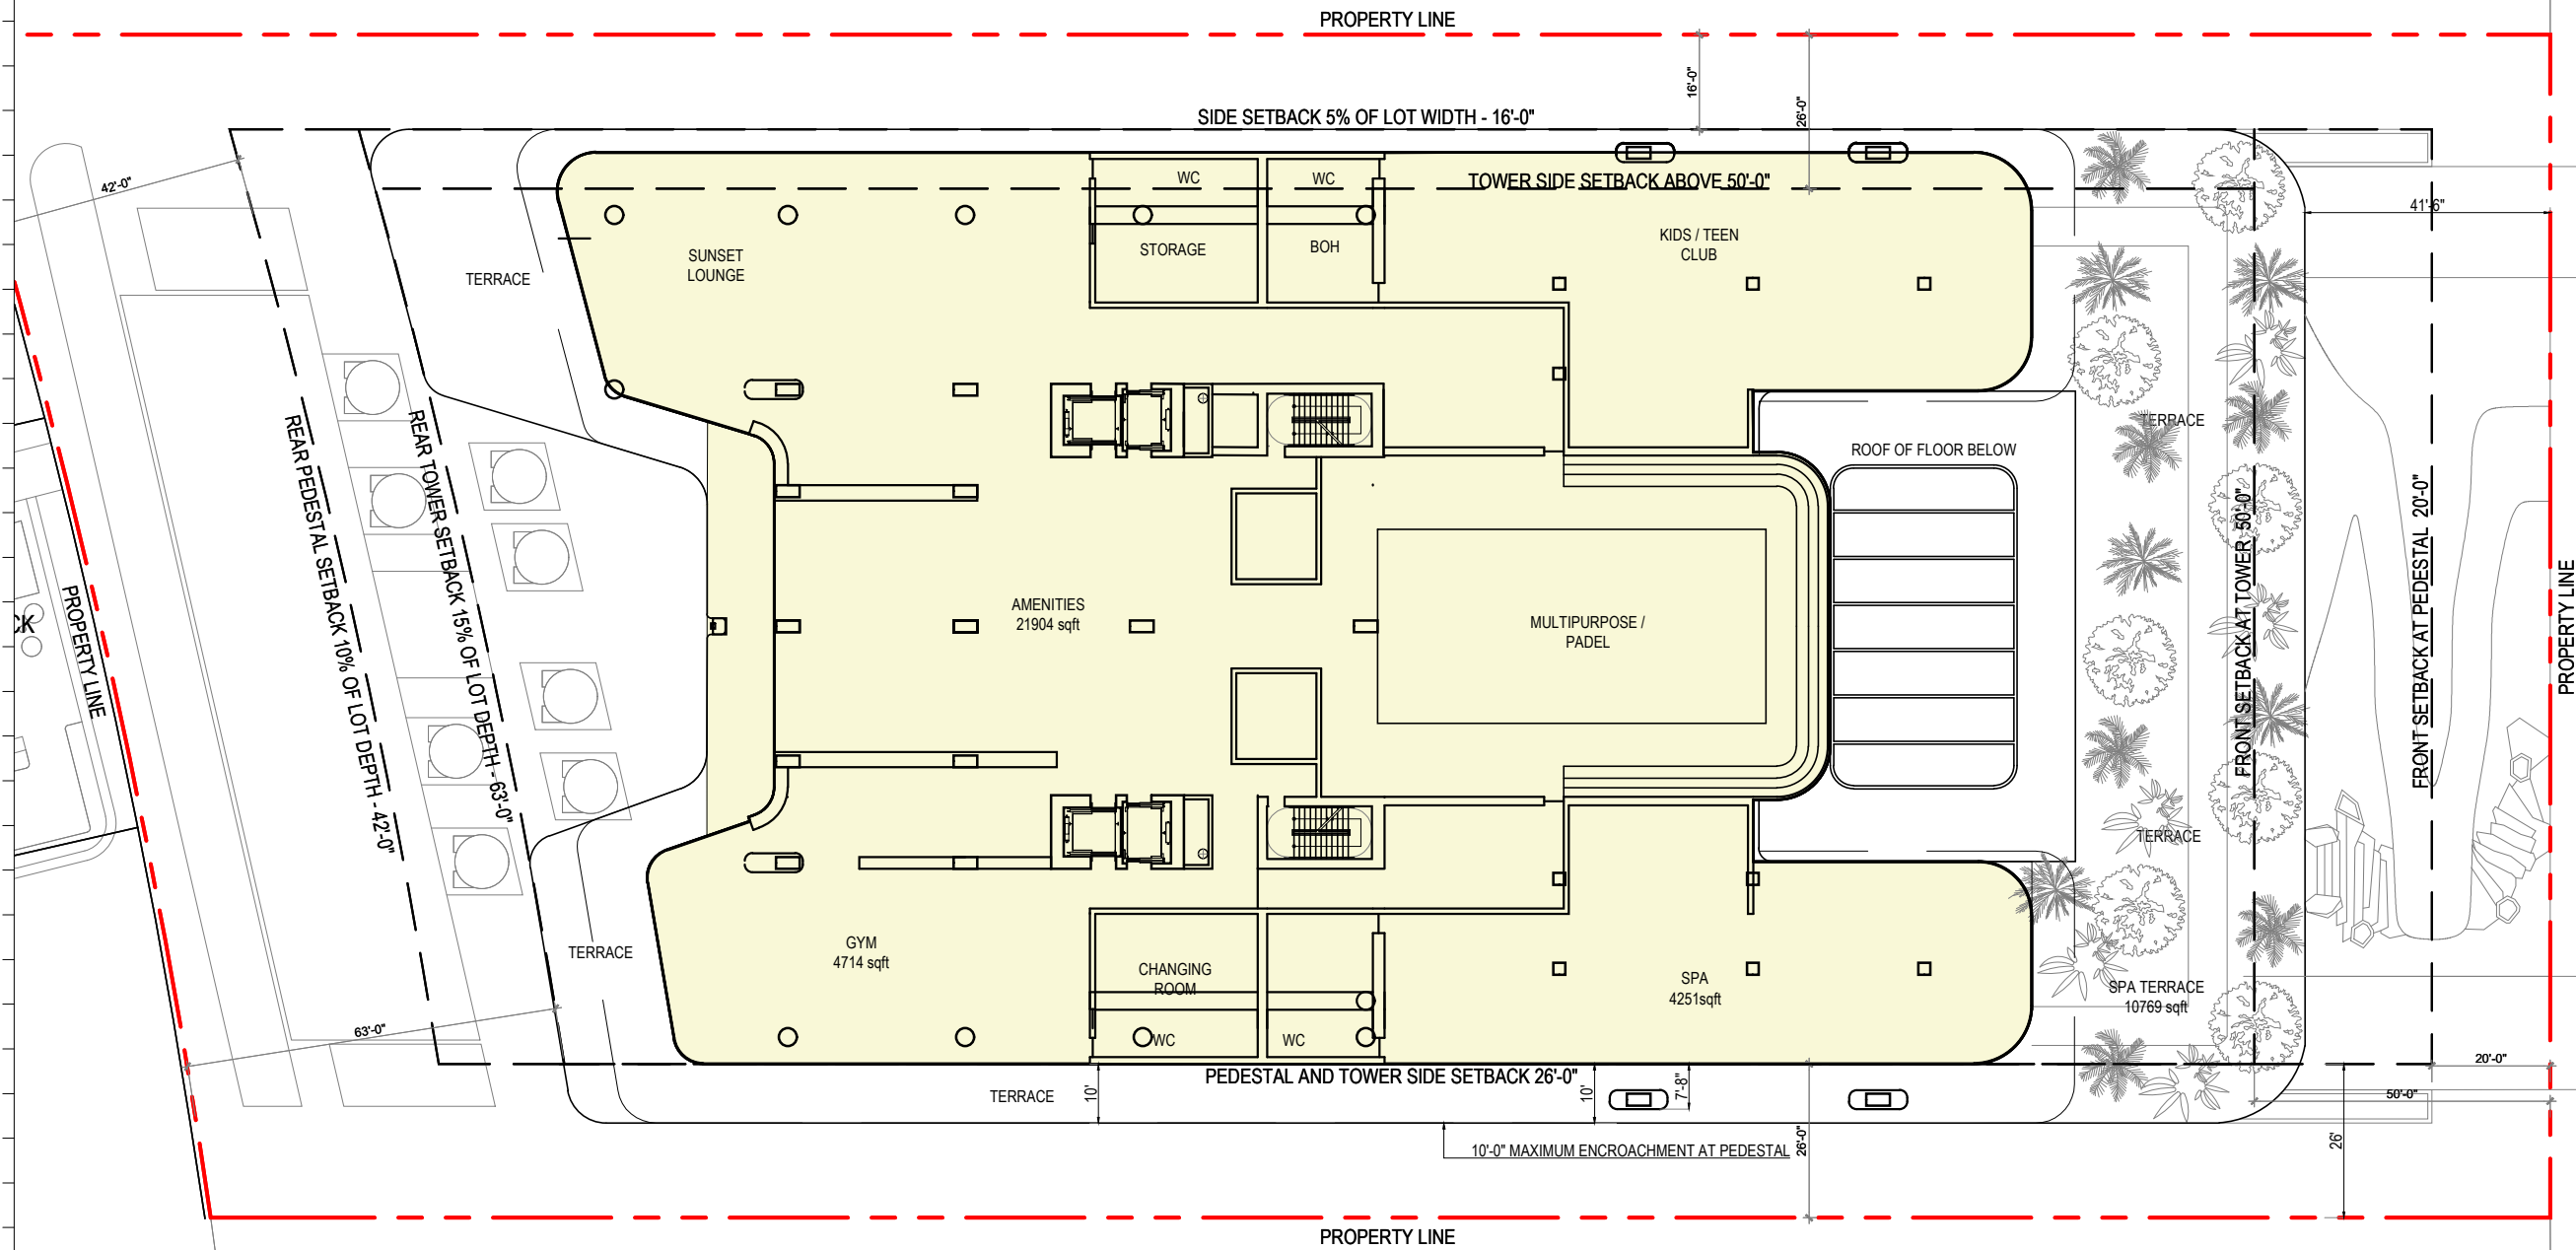 PROPERTY LINE
16'-0"
26'-0"
SIDE SETBACK 5% OF LOT WIDTH - 16'-0"
42'-0"
WC
WC
TOWER SIDE SETBACK ABOVE 50'-0"
41'-6"
SUNSET
LOUNGE
STORAGE
BOH
KIDS / TEEN
CLUB
TERRACE
TERRACE
ROOF OF FLOOR BELOW
REAR PEDESTAL SETBACK 10% OF LOT DEPTH - 42'-0"
REAR TOWER SETBACK 15% OF LOT DEPTH - 63'-0"
PROPERTY LINE
CK
AMENITIES
21904 sqft
MULTIPURPOSE /
PADEL
FRONT SETBACK AT TOWER 50'-0"
FRONT SETBACK AT PEDESTAL 20'-0"
PROPERTY LINE
TERRACE
TERRACE
GYM
4714 sqft
CHANGING
ROOM
SPA
4251sqft
SPA TERRACE
10769 sqft
63'-0"
WC
WC
20'-0"
PEDESTAL AND TOWER SIDE SETBACK 26'-0"
TERRACE
10'
10'
7'-8"
50'-0"
10'-0" MAXIMUM ENCROACHMENT AT PEDESTAL
26'-0"
26'
PROPERTY LINE